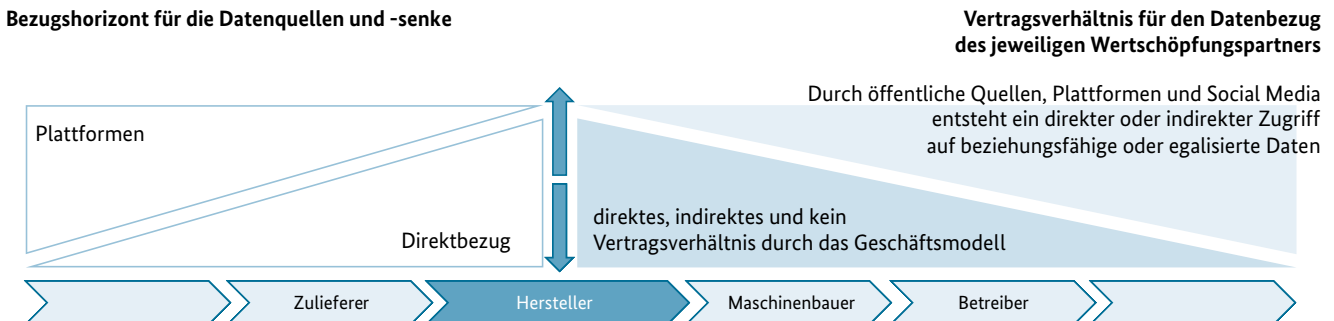 Bezugshorizont für die Datenquellen und -senke
Vertragsverhältnis für den Datenbezug
des jeweiligen Wertschöpfungspartners
Plattformen
Direktbezug
Durch öffentliche Quellen, Plattformen und Social Media
entsteht ein direkter oder indirekter Zugriff
auf beziehungsfähige oder egalisierte Daten
direktes, indirektes und kein
Vertragsverhältnis durch das Geschäftsmodell
Zulieferer
Hersteller
Maschinenbauer
Betreiber